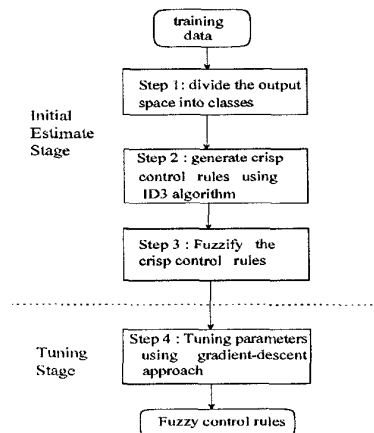 training
data
Step 1: divide the output
space into classes
Initial
Estimate
Stage
Step 2 : generate crisp
control rules using
ID3 algorithm
Step 3 : Fuzzify the
crisp control rules
Step 4 : Tuning parameters
using gradient-descent
approach
Tuning
Stage
Fuzzy control rules